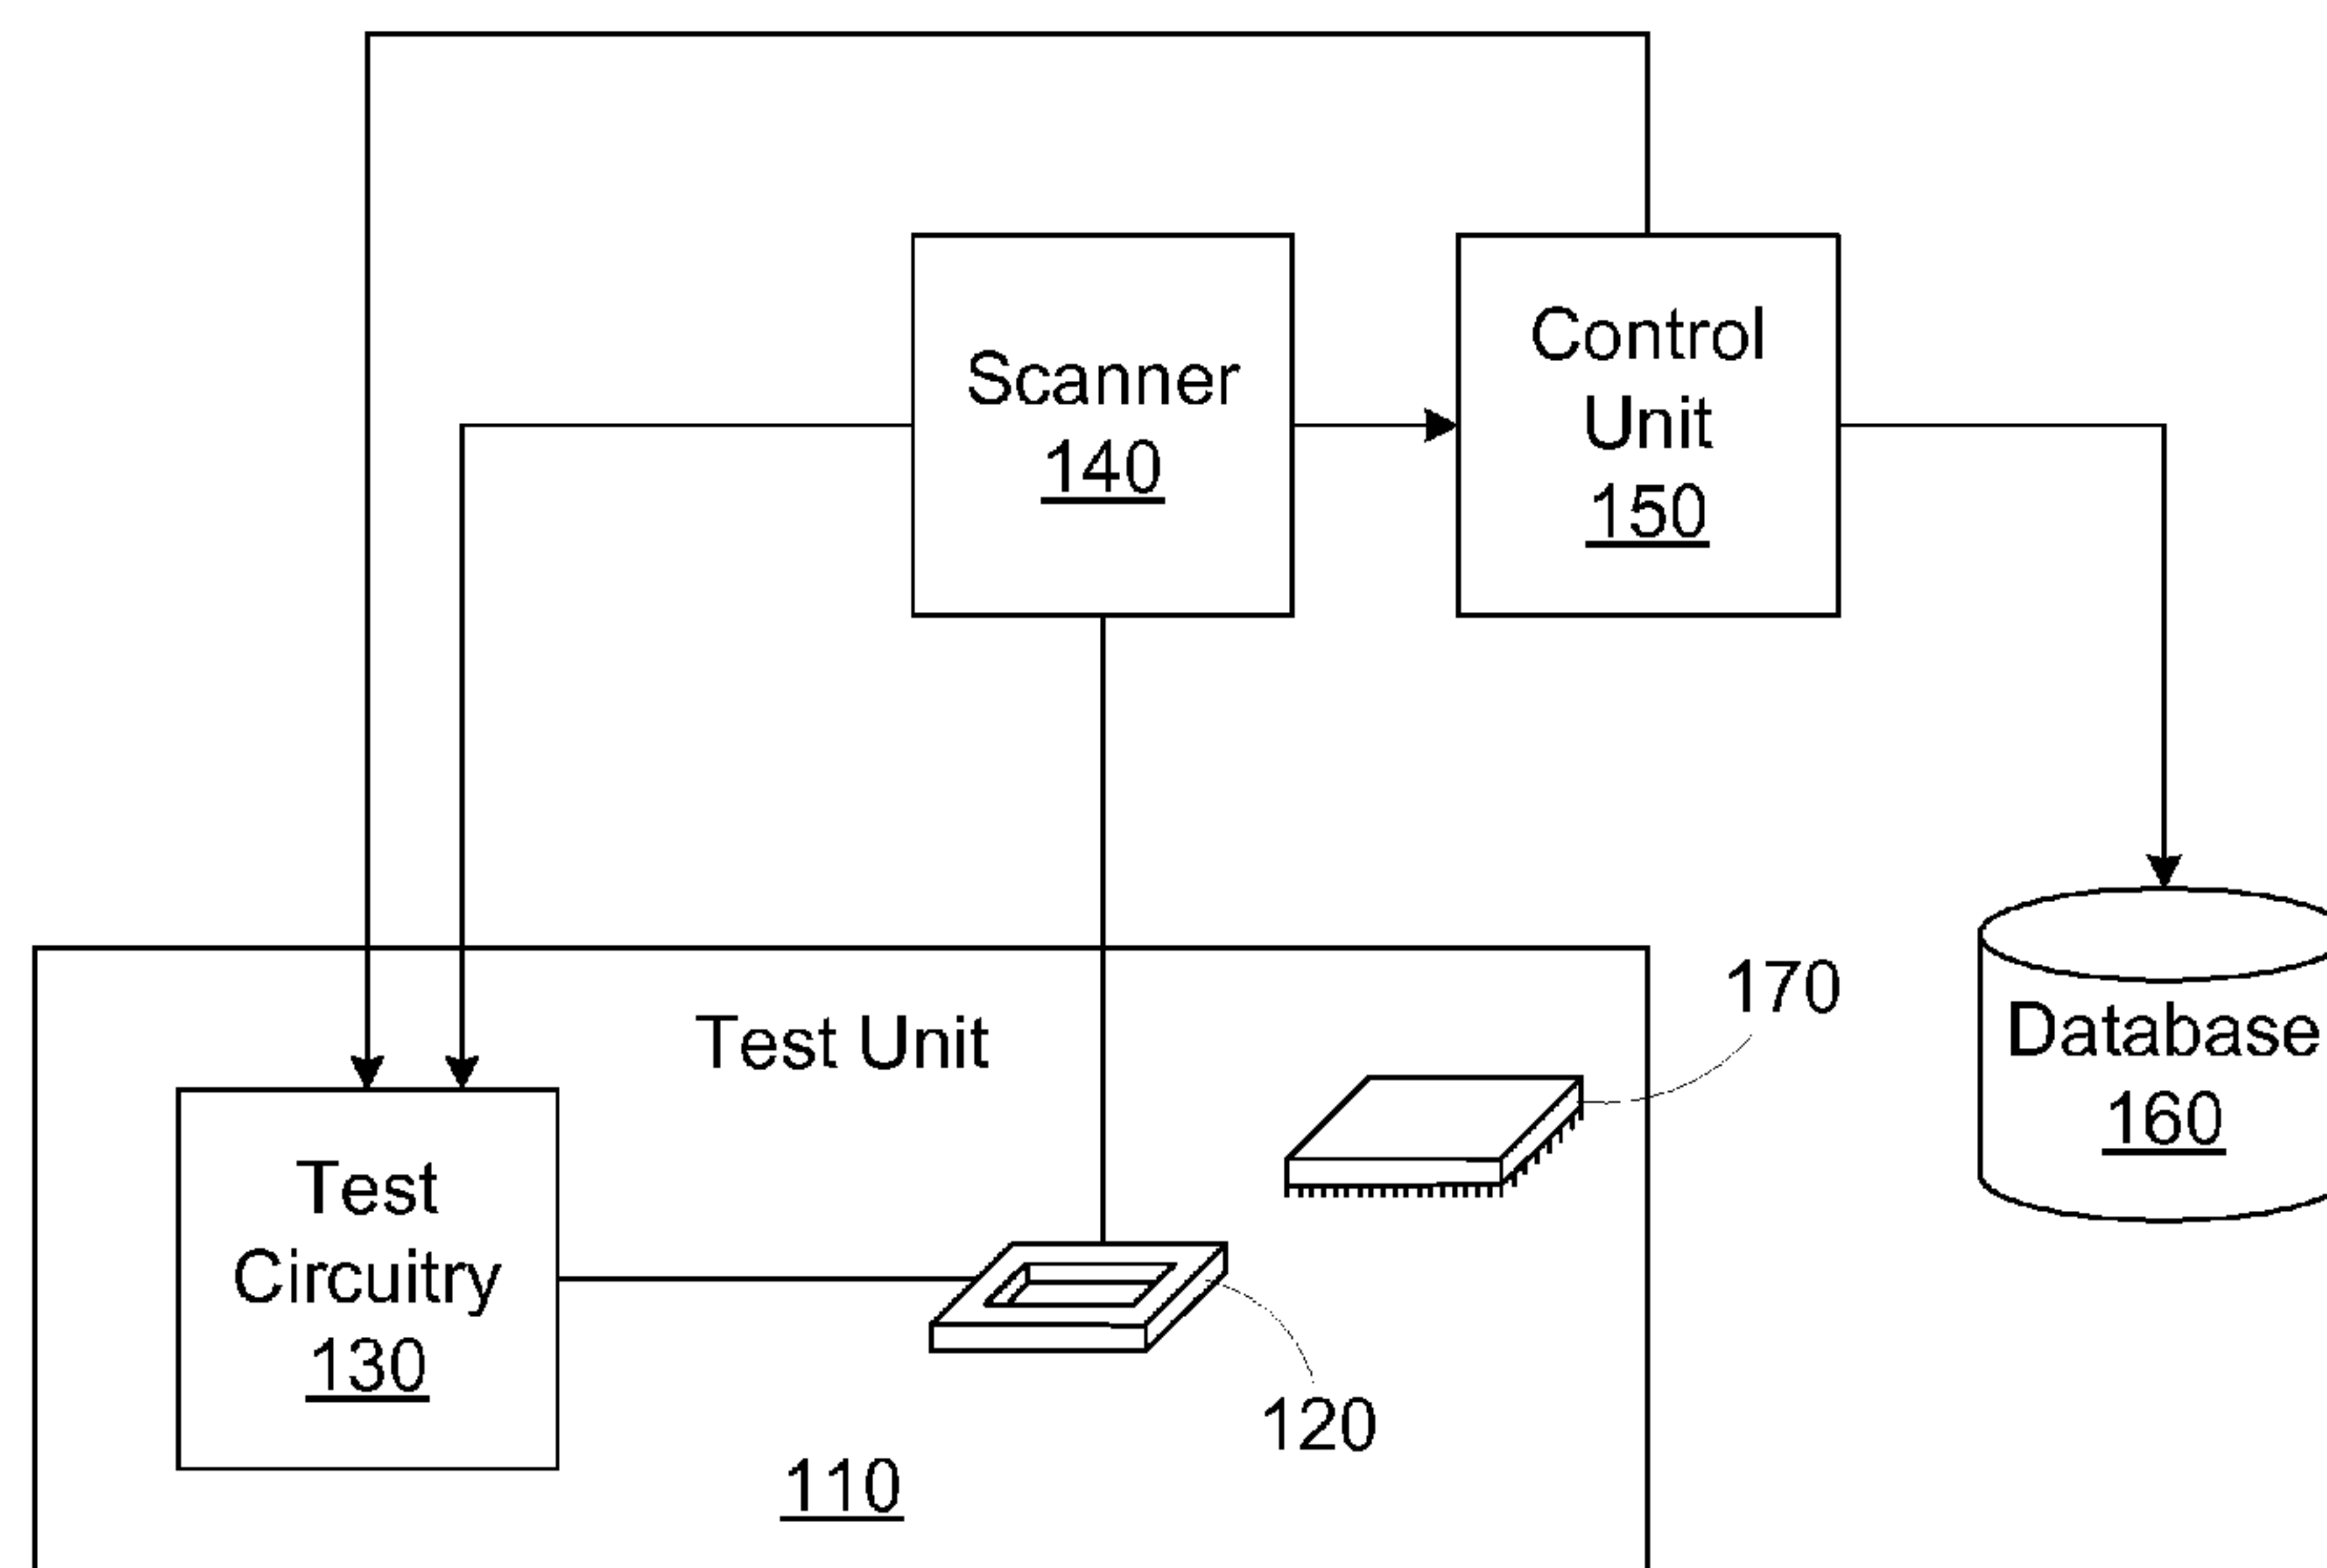 Scanner
140
Control
Unit
150
Test Unit
170
Database
160
Test
Circuitry
130
120
110